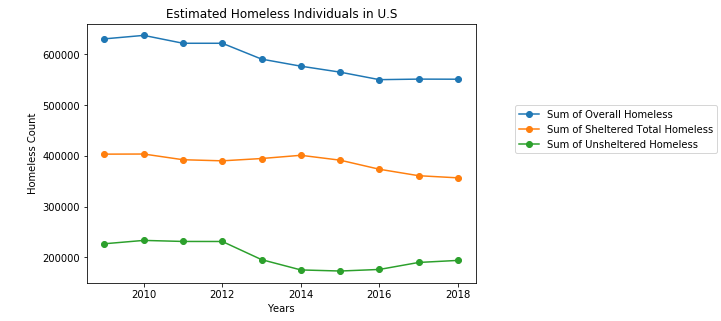 Estimated Homeless Individuals in U.S
600000
500000
400000
300000
200000
Homeless Count
2010 2012 2014 2016 2018
Years
Sum of Overall Homeless
Sum of Sheltered Total Homeless
Sum of Unsheltered Homeless